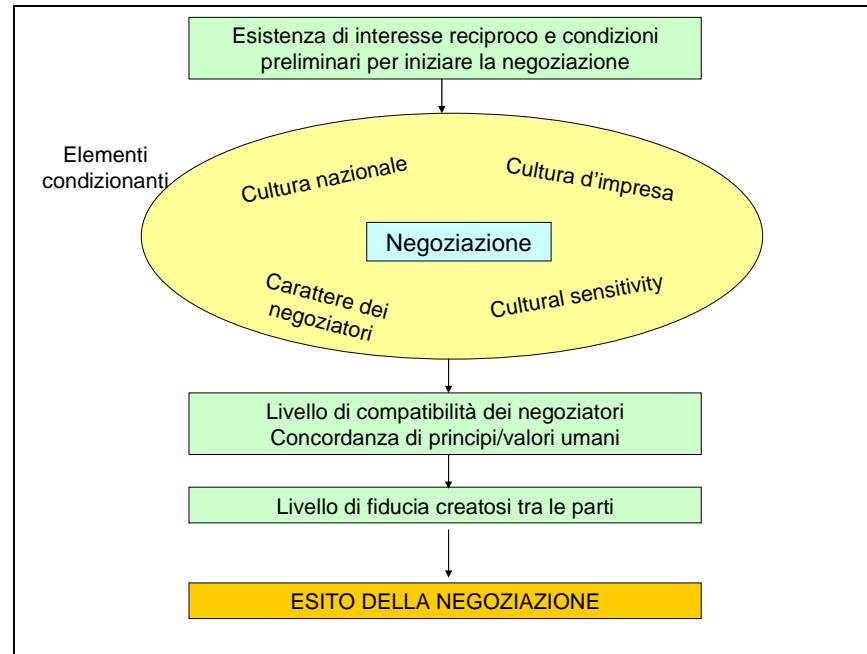 Esistenza di interesse reciproco e condizioni
preliminari per iniziare la negoziazione
Elementi
condizionanti
Cultura nazionale
Cultura d'impresa
Negoziazione
Carattere dei
negoziatori
Cultural sensitivity
Livello di compatibilità dei negoziatori
Concordanza di principi/valori umani
Livello di fiducia creatosi tra le parti
ESITO DELLA NEGOZIAZIONE